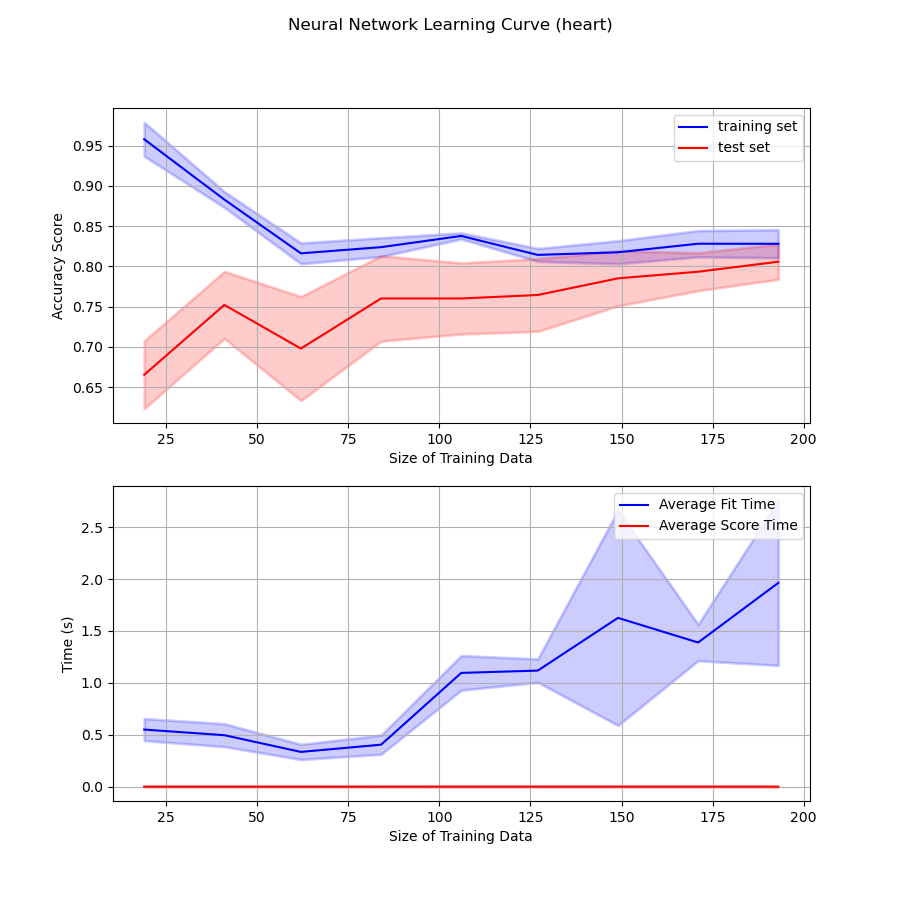 Neural Network Learning Curve (heart)
training set
test set
0.95
0.90
0.85
0.80
0.75
0.70
0.65
Accuracy Score
25 50 75 100 125 150 175 200
Size of Training Data
Average Fit Time
Average Score Time
2.5
2.0
1.5
1.0
0.5
0.0
Time (s)
25 50 75 100 125 150 175 200
Size of Training Data